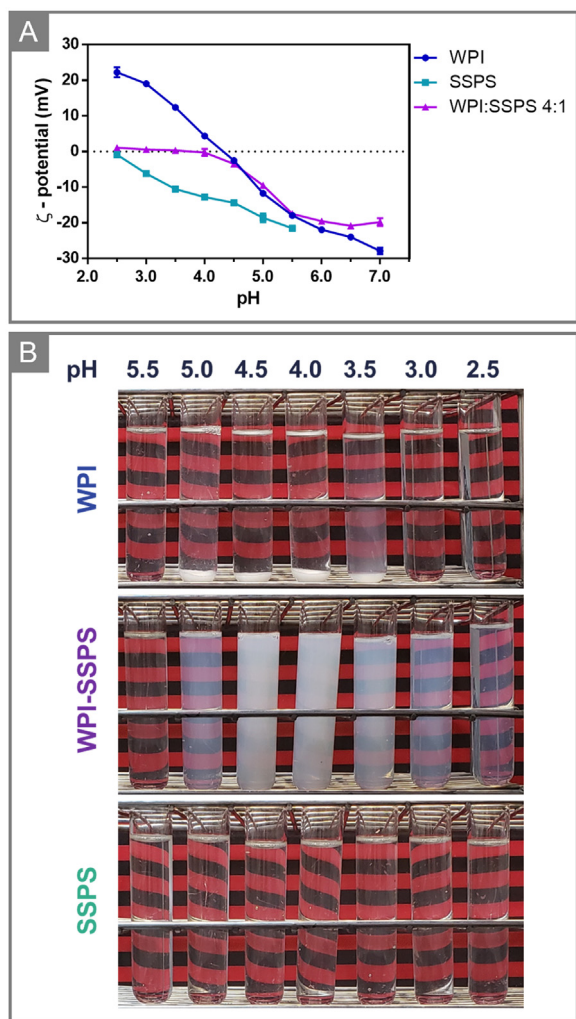 A
ζ - potential (mV)
30
20
10
0
-10
-20
-30
2.0 3.0 4.0 5.0 6.0 7.0
pH
WPI
SSPS
WPI:SSPS 4:1
B
pH 5.5 5.0 4.5 4.0 3.5 3.0 2.5
WPI
WPI-SSPS
SSPS